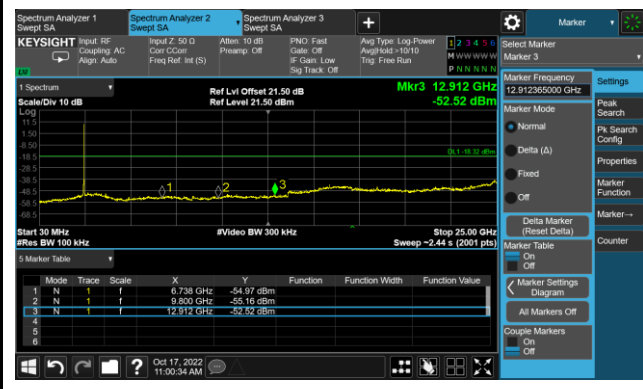 Spectrum Analyzer 1
Swept SA
Spectrum Analyzer 2
Swept SA
Spectrum Analyzer 3
Swept SA
Marker
KEYSIGHT
Input: RF
Coupling: AC
Align: Auto
Input Z: 50 Ω
Corr CCorr
Freq Ref: Int (S)
Atten: 10 dB
Preamp: Off
PNO: Fast
Gate: Off
IF Gain: Low
Sig Track: Off
Avg Type: Log-Power
Avg|Hold:>10/10
Trig: Free Run
1 2 3 4 5 6
M W W W W W
P N N N N N
Select Marker
Marker 3
LVI
1 Spectrum
Scale/Div 10 dB
Log
Ref Lvl Offset 21.50 dB
Ref Level 21.50 dBm
Mkr3 12.912 GHz
-52.52 dBm
11.5
1.50
-8.50
-18.5
-28.5
-38.5
-48.5
-58.5
-68.5
DL1 -18.32 dBm
1
2
3
Start 30 MHz
#Res BW 100 kHz
#Video BW 300 kHz
Stop 25.00 GHz
Sweep ~2.44 s (2001 pts)
5 Marker Table
Mode Trace Scale X Y Function Function Width Function Value
1 N 1 f 6.738 GHz -54.97 dBm
2 N 1 f 9.800 GHz -55.16 dBm
3 N 1 f 12.912 GHz -52.52 dBm
4
5
6
Oct 17, 2022
11:00:34 AM
Marker Frequency
12.912365000 GHz
Marker Mode
Normal
Delta (Δ)
Fixed
Off
Delta Marker
(Reset Delta)
Marker Table
On
Off
Marker Settings
Diagram
All Markers Off
Couple Markers
On
Off
Settings
Peak
Search
Pk Search
Config
Properties
Marker
Function
Marker→
Counter